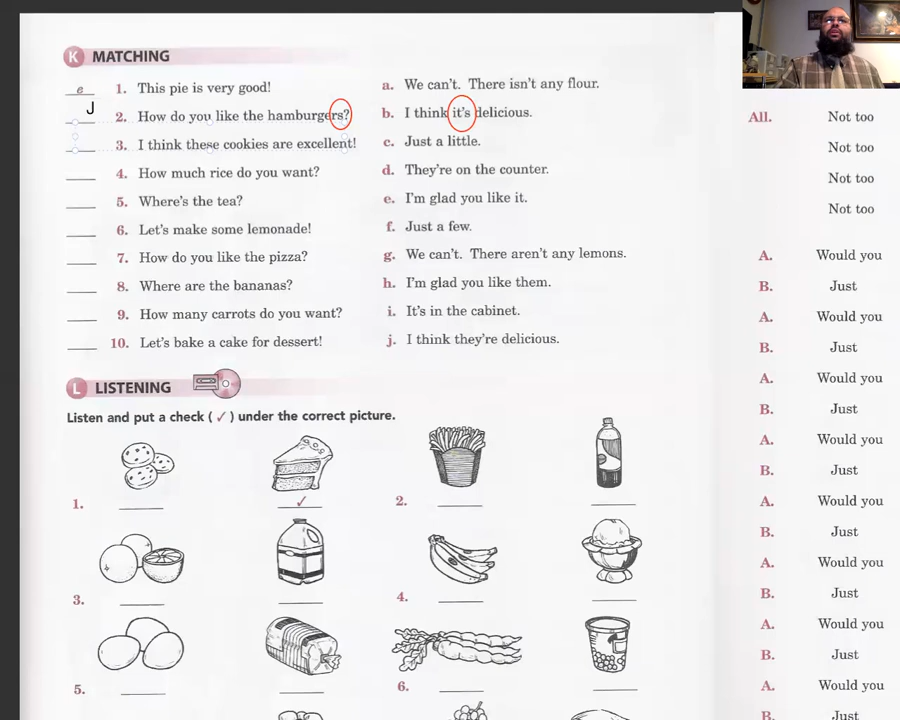 K MATCHING
e 1. This pie is very good!
J 2. How do you like the hamburgers?
3. I think these cookies are excellent!
4. How much rice do you want?
5. Where's the tea?
6. Let's make some lemonade!
7. How do you like the pizza?
8. Where are the bananas?
9. How many carrots do you want?
10. Let's bake a cake for dessert!
a. We can't. There isn't any flour.
b. I think it's delicious.
c. Just a little.
d. They're on the counter.
e. I'm glad you like it.
f. Just a few.
g. We can't. There aren't any lemons.
h. I'm glad you like them.
i. It's in the cabinet.
j. I think they're delicious.
L LISTENING
Listen and put a check ( ✓ ) under the correct picture.
1. ✓
2.
3.
4.
5.
6.
All. Not too
Not too
Not too
Not too
A. Would you
B. Just
A. Would you
B. Just
A. Would you
B. Just
A. Would you
B. Just
A. Would you
B. Just
A. Would you
B. Just
A. Would you
B. Just
A. Would you
B. Just